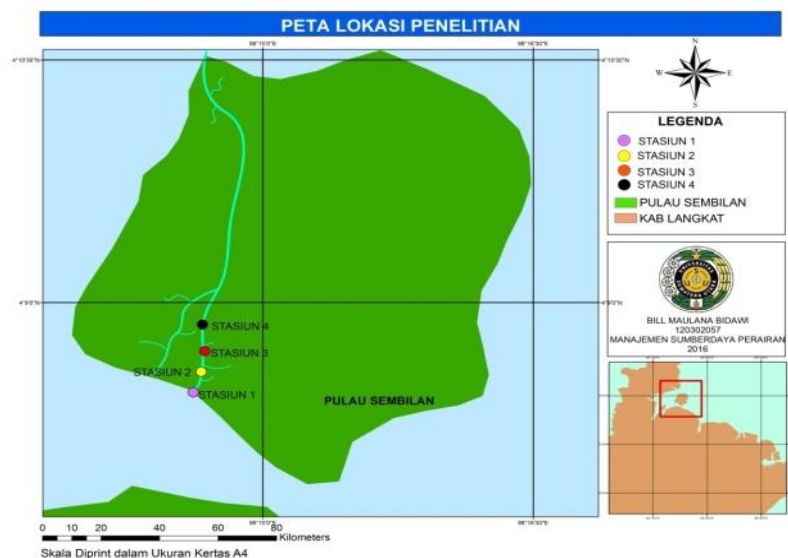 PETA LOKASI PENELITIAN
98°15'0"E 98°16'30"E
4°10'30"N 4°10'30"N
N
W E
S
LEGENDA
STASIUN 1
STASIUN 2
STASIUN 3
STASIUN 4
PULAU SEMBILAN
KAB LANGKAT
4°9'0"N 4°9'0"N
STASIUN 4
STASIUN 3
STASIUN 2
STASIUN 1
PULAU SEMBILAN
BILL MAULANA BIDAWI
120302057
MANAJEMEN SUMBERDAYA PERAIRAN
2016
98°15'0"E 98°16'30"E
0 10 20 40 60 80
Kilometers
Skala Diprint dalam Ukuran Kertas A4